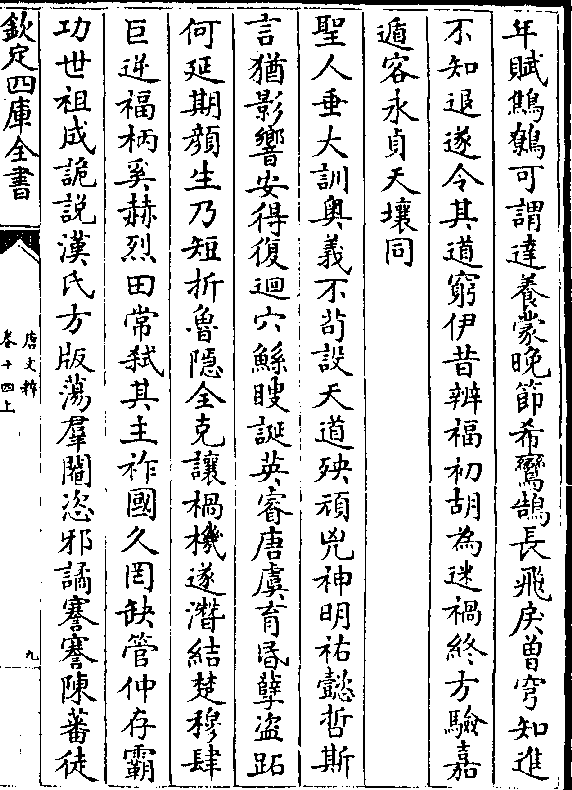 年賦鷦鷯可謂達養蒙晚節希鸞鵠長飛戾曾穹知進
不知退遂令其道窮伊昔辨福初胡為迷禍終方驗嘉
遁客永貞天壤同
聖人垂大訓奥義不苟設天道殃頑兇神明祐懿哲斯
言猶影響安得復迴穴鯀瞍誕英睿唐虞育昬孽盜跖
何延期顔生乃短折魯隱全克讓禍機遂潛結楚穆肆
巨逆福柄奚赫烈田常弑其主祚國久罔缺管仲存霸
功世祖成詭說漢氏方版蕩羣閹恣邪譎謇謇陳蕃徒
欽定四庫全書
唐文粹
卷十四上
九